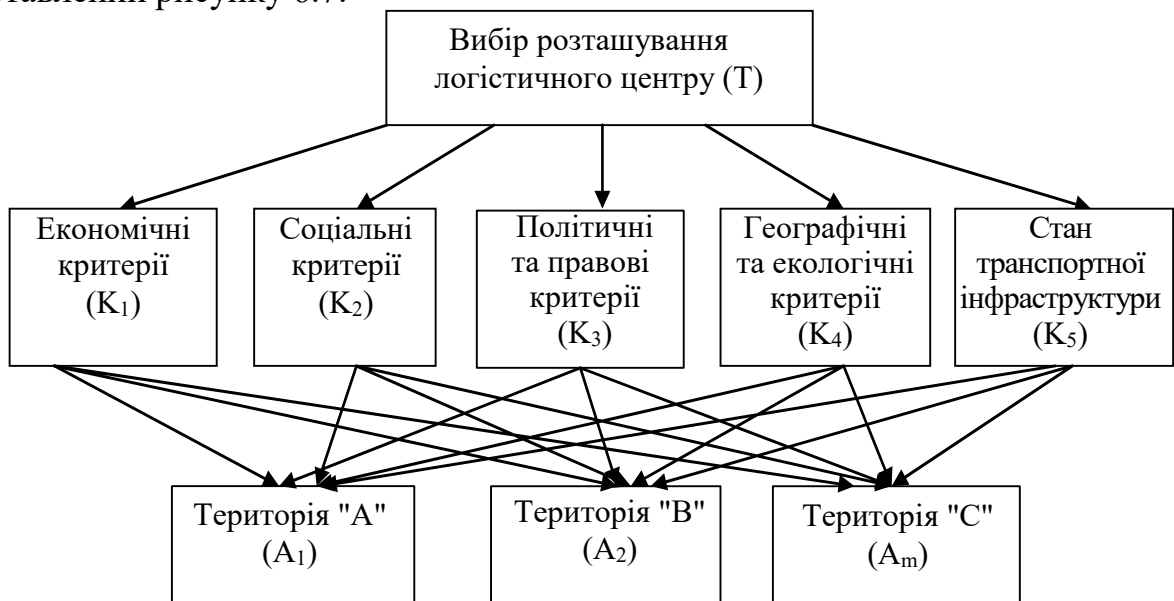 Вибір розташування
логістичного центру (Т)
Економічні
критерії
(K₁)
Соціальні
критерії
(K₂)
Політичні
та правові
критерії
(K₃)
Географічні
та екологічні
критерії
(K₄)
Стан
транспортної
інфраструктури
(K₅)
Територія "А"
(A₁)
Територія "В"
(A₂)
Територія "С"
(Aₘ)